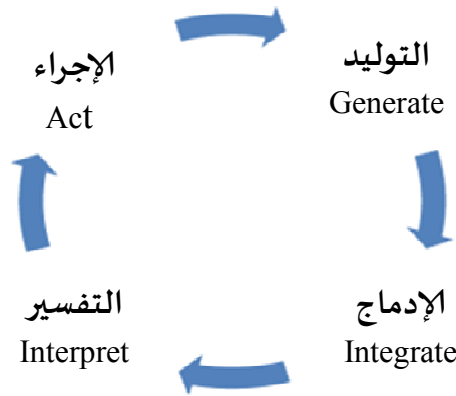 التوليد
Generate
الإدماج
Integrate
التفسير
Interpret
الإجراء
Act